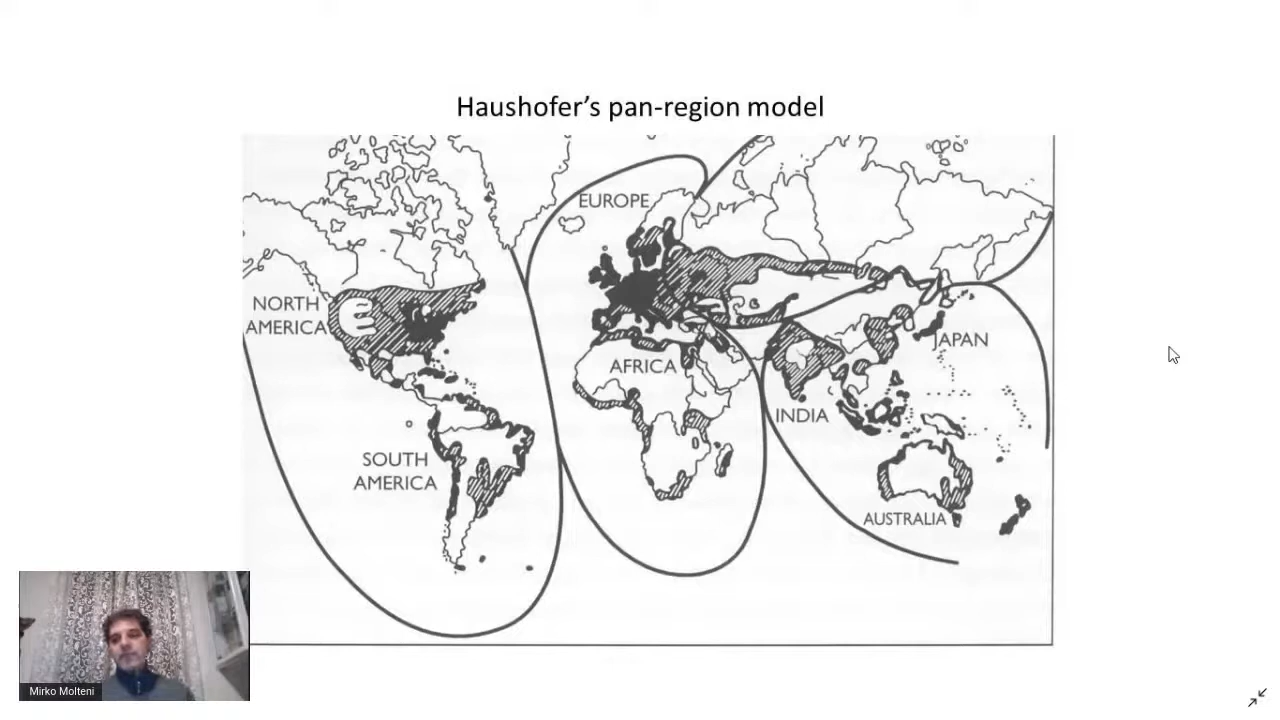 Haushofer’s pan-region model
EUROPE
NORTH
AMERICA
AFRICA
JAPAN
INDIA
SOUTH
AMERICA
AUSTRALIA
Mirko Molteni